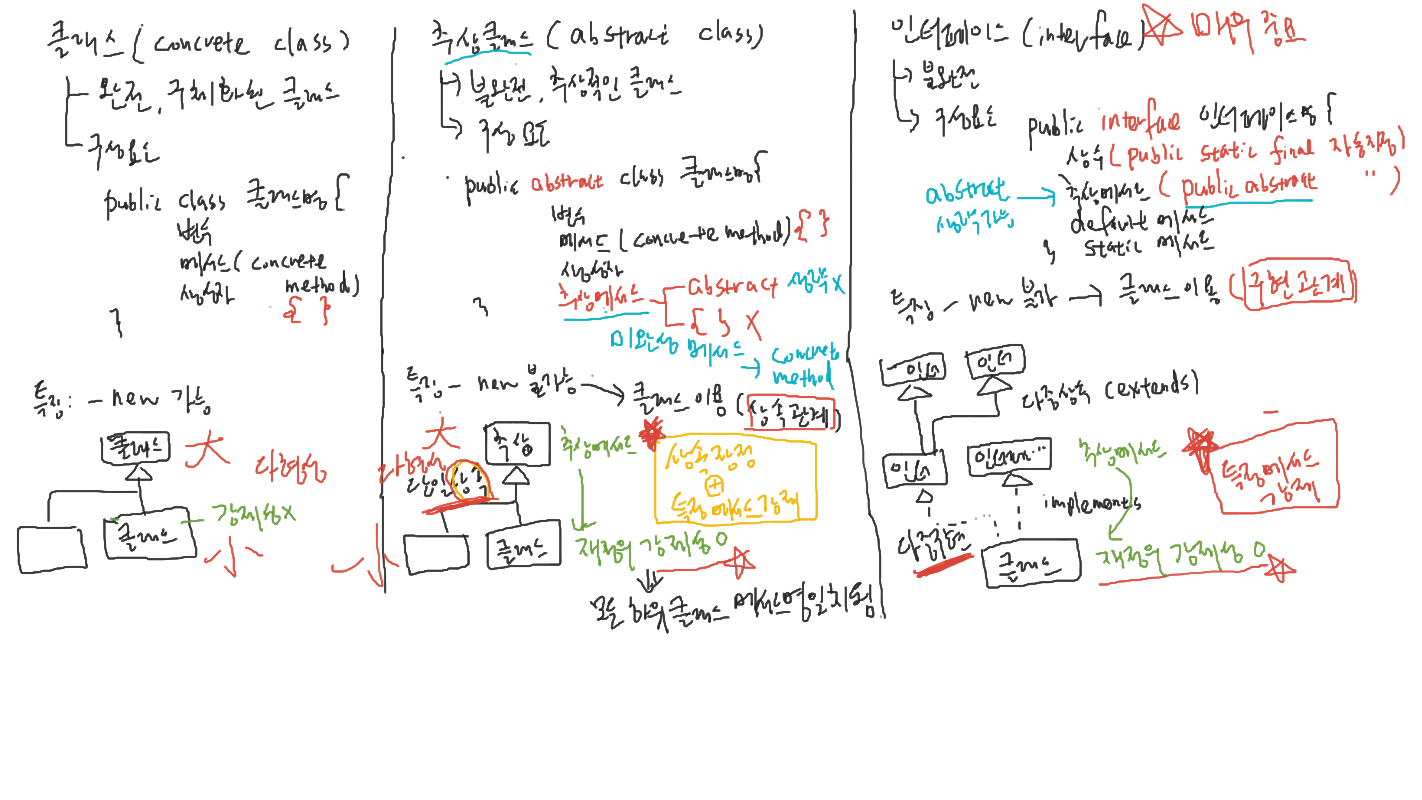 클래스 (concrete class)
완전, 구체화된 클래스
구성요소
public class 클래스명 {
변수
메서드 (concrete method)
{ }
생성자
}
특징: - new 가능
클래스
大
다형성
클래스
강제성 X
小
추상클래스 (abstract class)
불완전, 추상적인 클래스
구성 요소
public abstract class 클래스명 {
변수
메서드 (concrete method) { }
생성자
추상메서드
abstract 생략 X
{ } X
}
미완성 메서드
concrete method
특징 - new 불가능
클래스 이용 (상속관계)
大
다형성
小
추상
단일 상속
클래스
추상메서드
재정의 강제성 O
상속 장점
+
특정메서드 강제
모든 하위클래스 메서드명 일치됨
인터페이스 (interface) 매우 중요
불완전
구성요소
public interface 인터페이스명 {
상수 (public static final 자동지정)
추상메서드 (public abstract " )
abstract
생략가능
default 메서드
static 메서드
}
특징 - new 불가 클래스 이용 (구현관계)
인터
인터
다중상속 (extends)
인터
implements
다중구현
클래스
추상메서드
재정의 강제성 O
특정메서드
강제